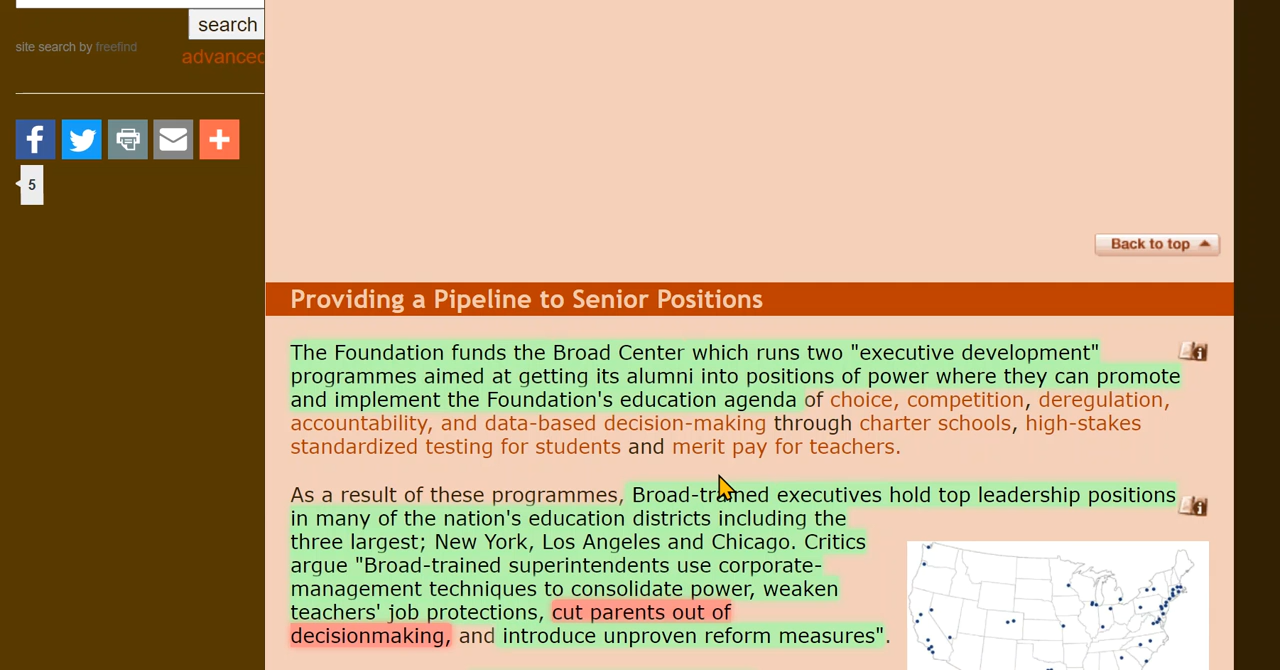 search
site search by freefind
advanced
5
Back to top
Providing a Pipeline to Senior Positions
The Foundation funds the Broad Center which runs two "executive development"
programmes aimed at getting its alumni into positions of power where they can promote
and implement the Foundation's education agenda of choice, competition, deregulation,
accountability, and data-based decision-making through charter schools, high-stakes
standardized testing for students and merit pay for teachers.
As a result of these programmes, Broad-trained executives hold top leadership positions
in many of the nation's education districts including the
three largest; New York, Los Angeles and Chicago. Critics
argue "Broad-trained superintendents use corporate-
management techniques to consolidate power, weaken
teachers' job protections, cut parents out of
decisionmaking, and introduce unproven reform measures".